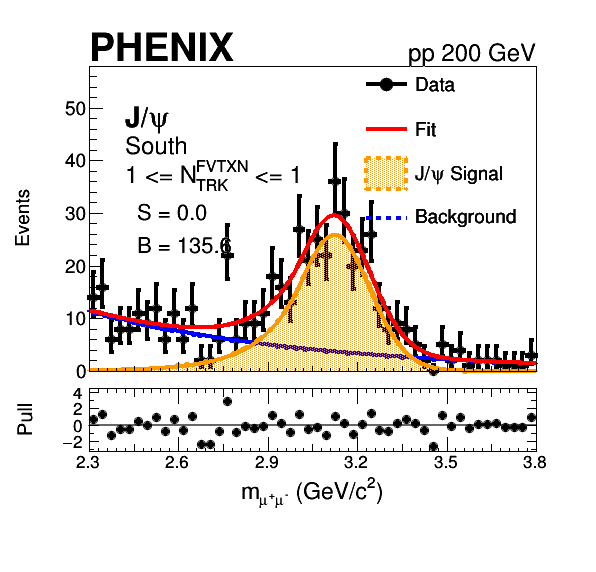 PHENIX pp 200 GeV
J/ψ
South
1 <= N_TRK^FVTXN <= 1
S = 0.0
B = 135.6
Data
Fit
J/ψ Signal
Background
Events
50
40
30
20
10
0
Pull
4
2
0
−2
2.3 2.6 2.9 3.2 3.5 3.8
m_μ⁺μ⁻ (GeV/c²)